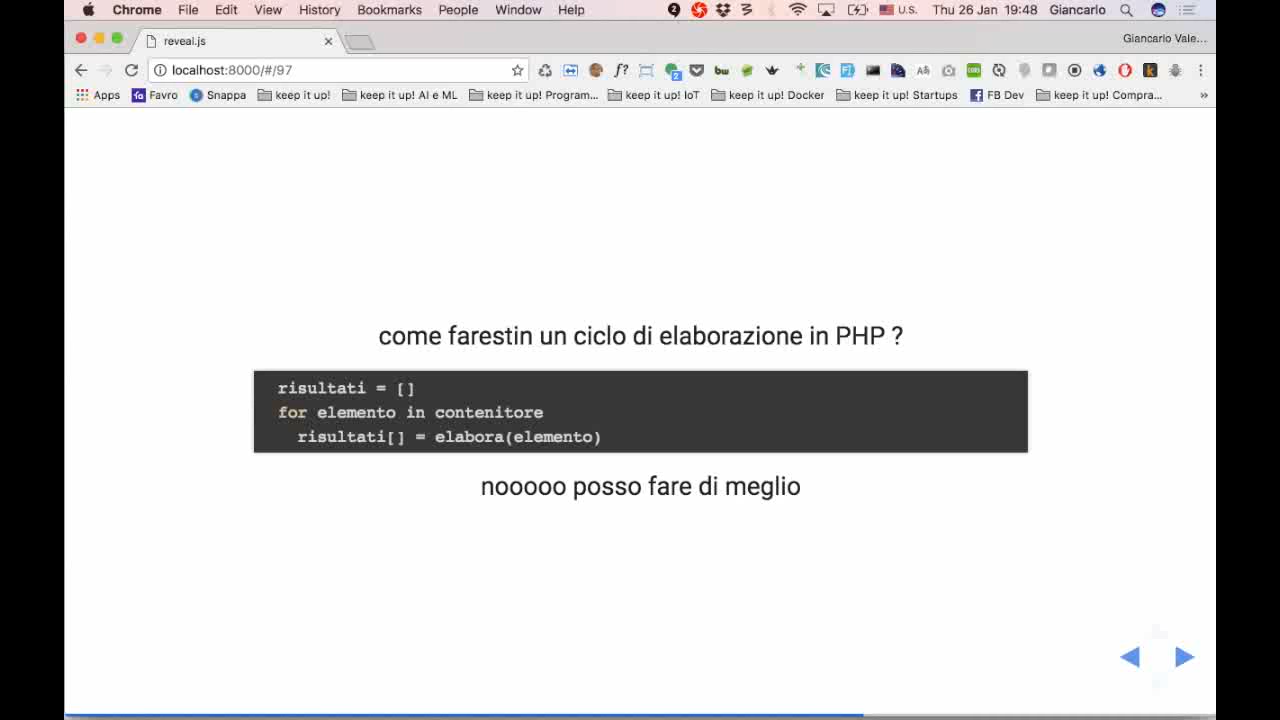 Chrome File Edit View History Bookmarks People Window Help U.S. Thu 26 Jan 19:48 Giancarlo
reveal.js
Giancarlo Vale...
localhost:8000/#/97
Apps Favro Snappa keep it up! keep it up! AI e ML keep it up! Program... keep it up! IoT keep it up! Docker keep it up! Startups FB Dev keep it up! Compra... »
come farestin un ciclo di elaborazione in PHP ?
risultati = []
for elemento in contenitore
risultati[] = elabora(elemento)
nooooo posso fare di meglio